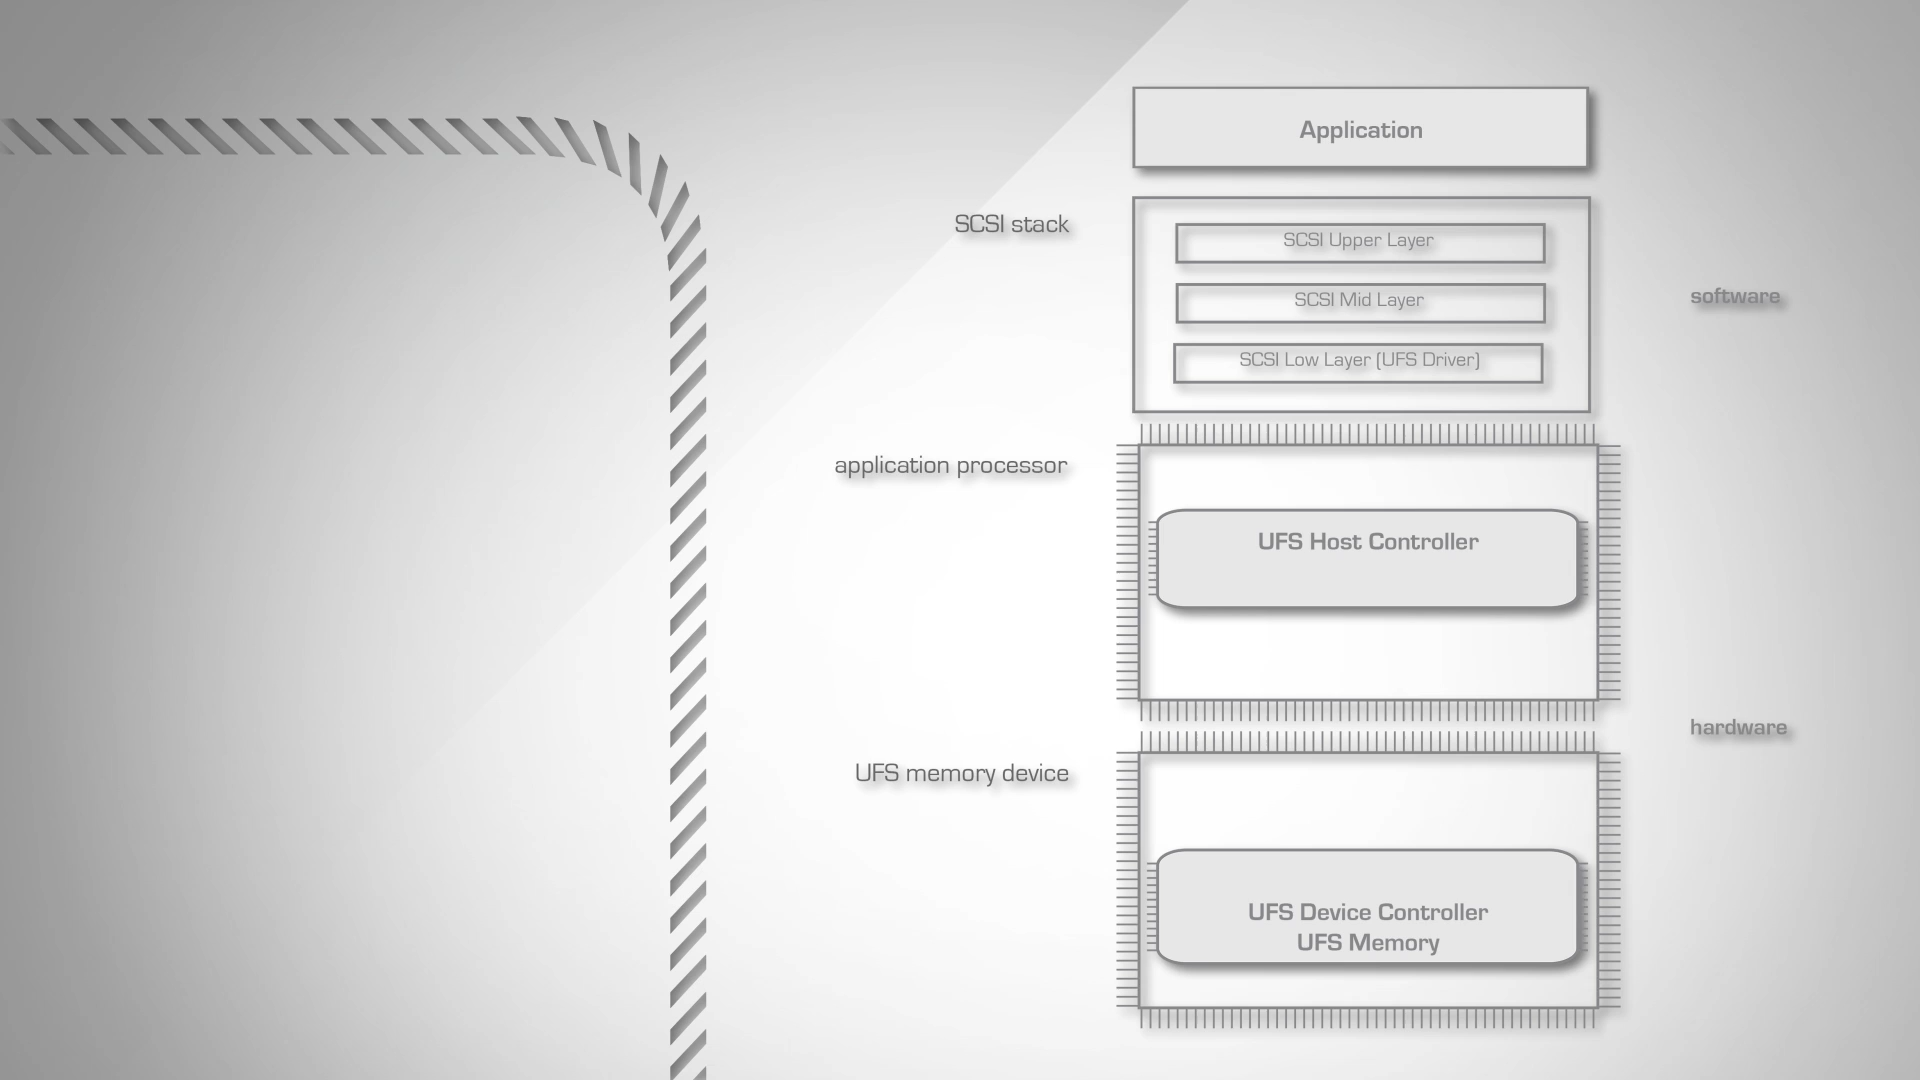 Application
SCSI stack
SCSI Upper Layer
SCSI Mid Layer
SCSI Low Layer (UFS Driver)
software
application processor
UFS Host Controller
hardware
UFS memory device
UFS Device Controller
UFS Memory